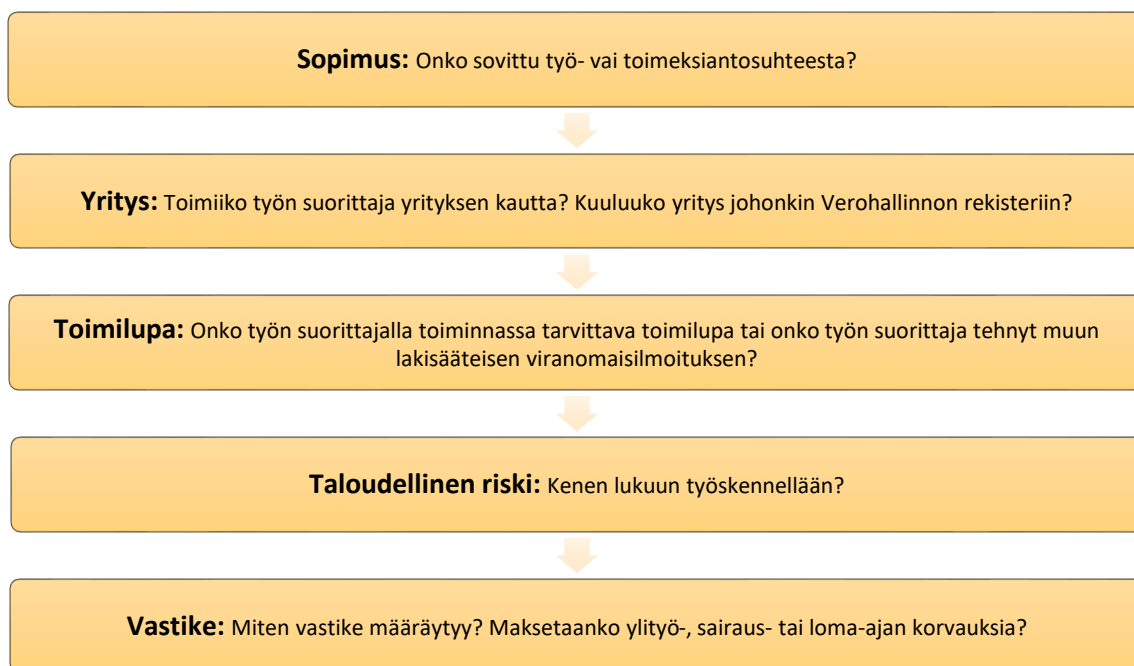 Sopimus: Onko sovittu työ- vai toimeksiantosuhteesta?
Yritys: Toimiiko työn suorittaja yrityksen kautta? Kuuluuko yritys johonkin Verohallinnon rekisteriin?
Toimilupa: Onko työn suorittajalla toiminnassa tarvittava toimilupa tai onko työn suorittaja tehnyt muun
lakisääteisen viranomaisilmoituksen?
Taloudellinen riski: Kenen lukuun työskennellään?
Vastike: Miten vastike määräytyy? Maksetaanko ylityö-, sairaus- tai loma-ajan korvauksia?